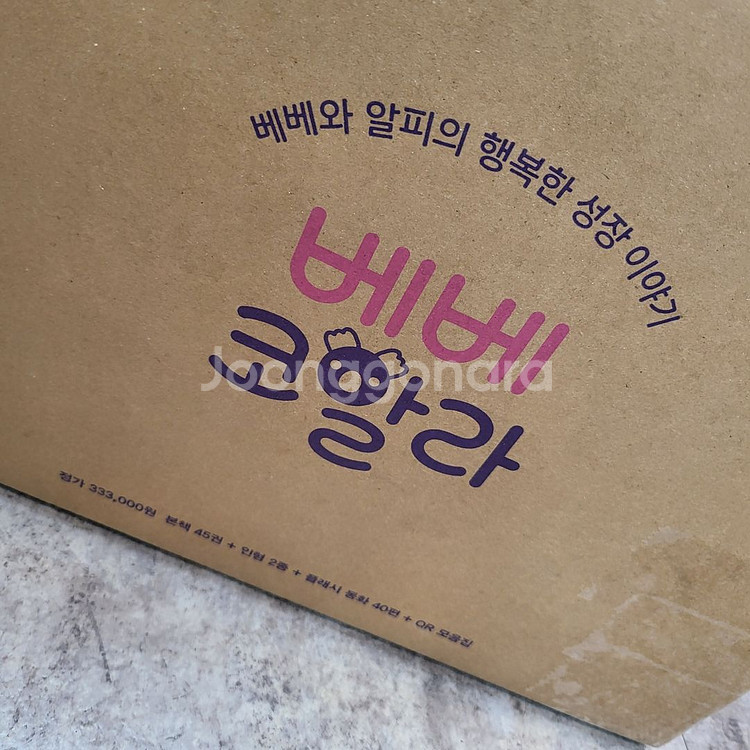 베베와 알피의 행복한 성장 이야기
베베
코알라
Joonggonara
정가 333,000원 본책 45권 + 인형 2종 + 플래시 동화 40편 + QR 모음집